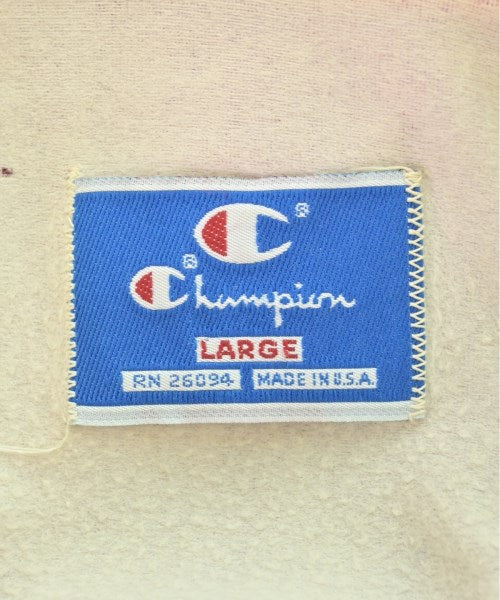 C ®
® Champion
LARGE
RN 26094 MADE IN U.S.A.